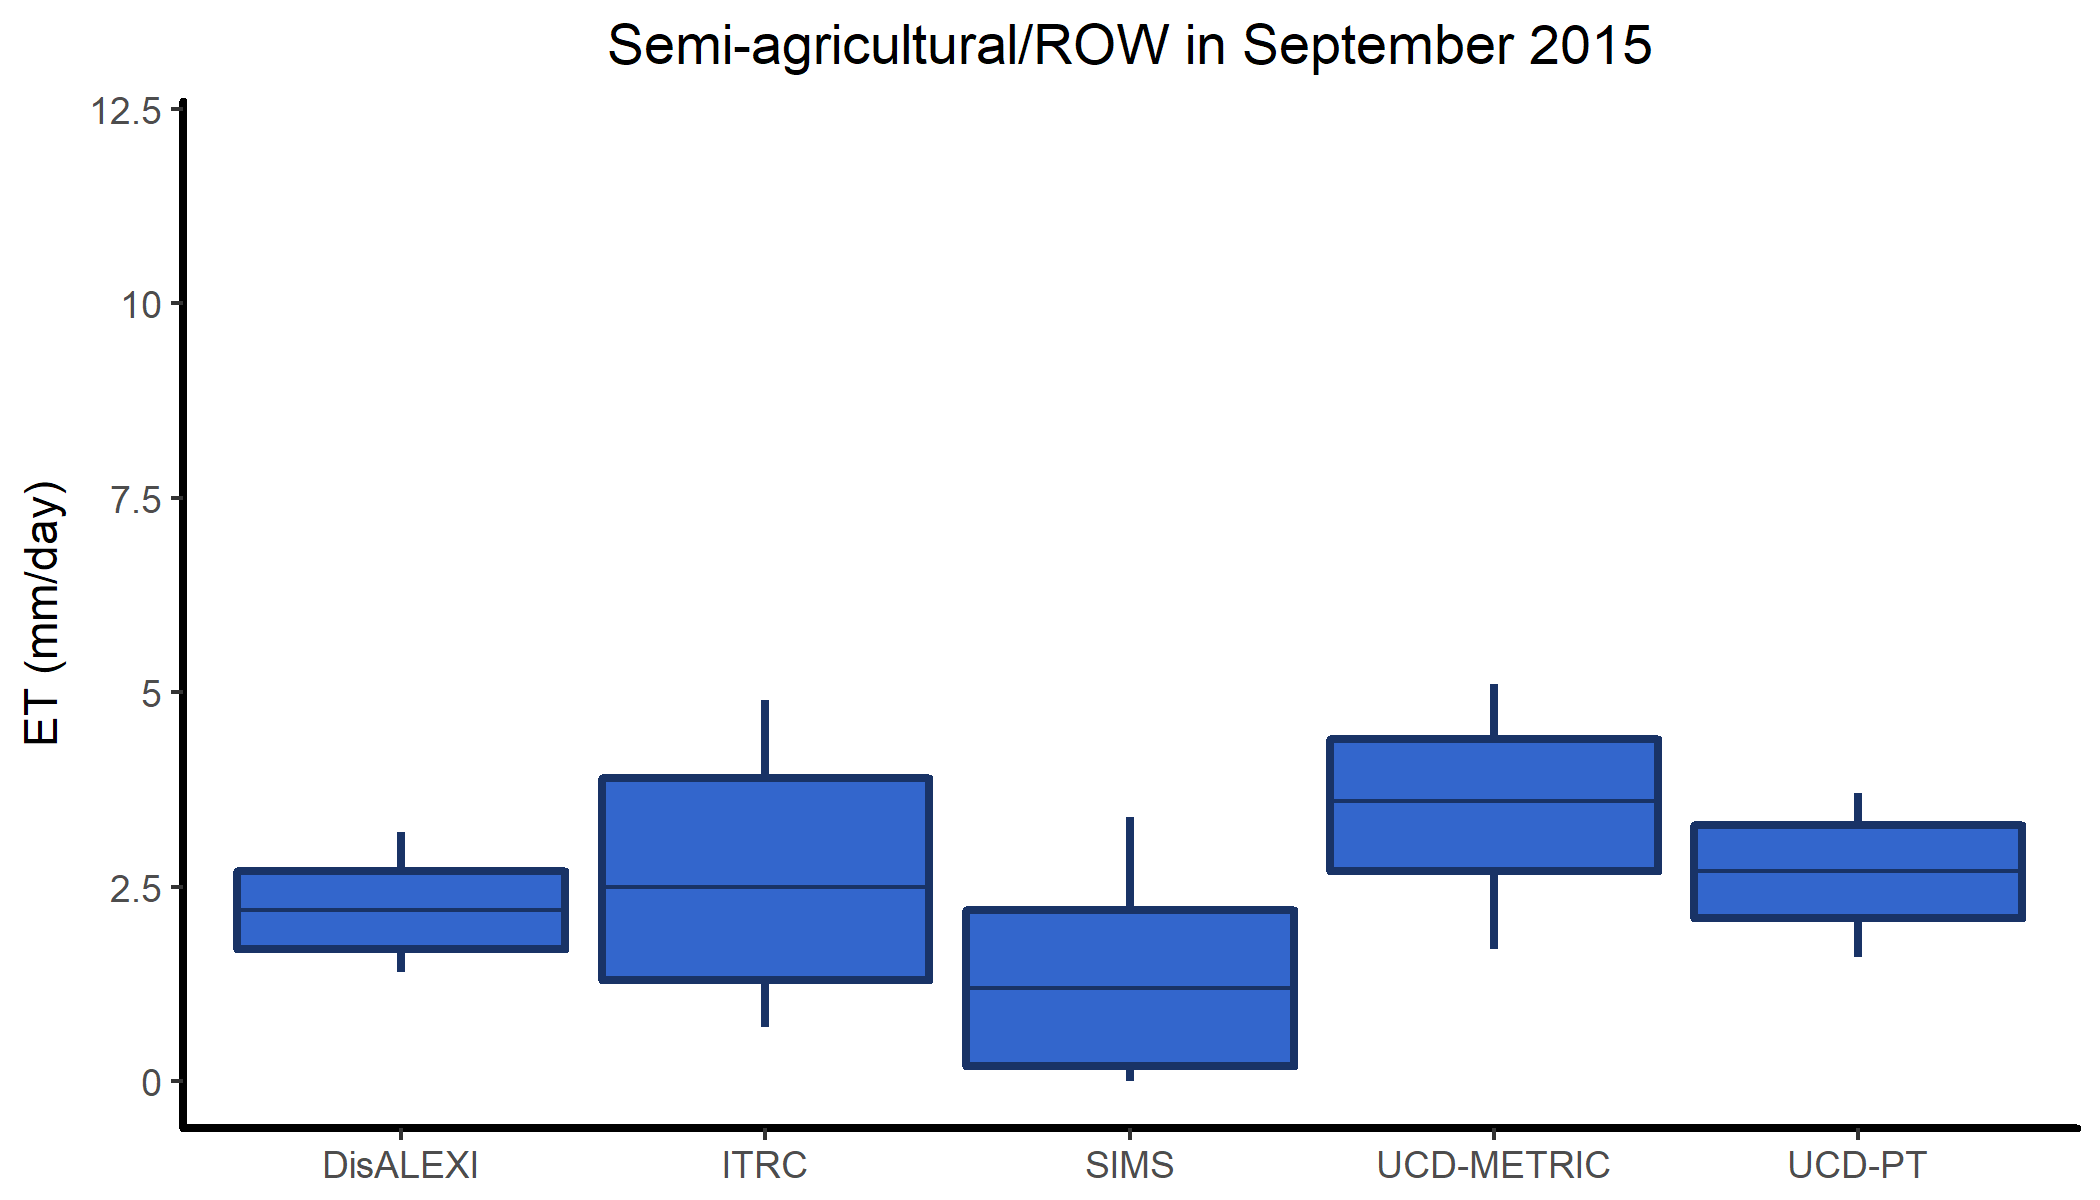 Semi-agricultural/ROW in September 2015
ET (mm/day)
12.5
10
7.5
5
2.5
0
DisALEXI
ITRC
SIMS
UCD-METRIC
UCD-PT